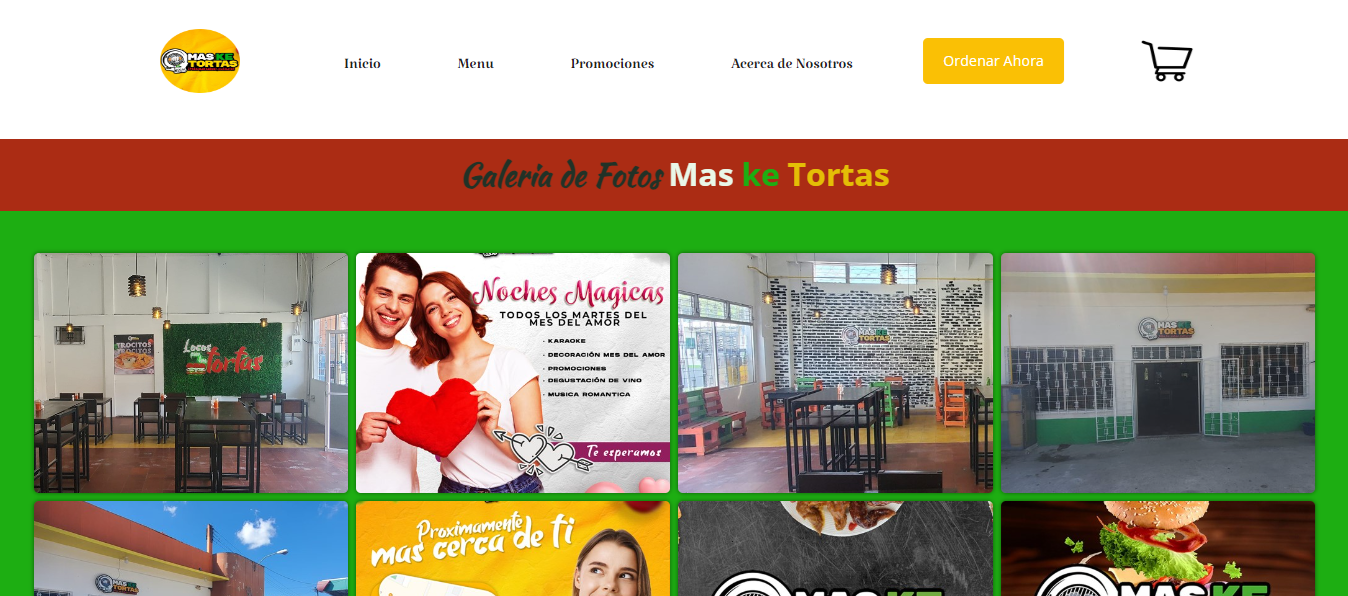 MAS KE
TORTAS
Inicio
Menu
Promociones
Acerca de Nosotros
Ordenar Ahora
Galeria de Fotos Mas ke Tortas
TROCITOS
TROCITOS
Locos
por las
tortas
Noches Magicas
TODOS LOS MARTES DEL
MES DEL AMOR
· KARAOKE
· DECORACIÓN MES DEL AMOR
· PROMOCIONES
· DEGUSTACIÓN DE VINO
· MUSICA ROMANTICA
Te esperamos
MAS KE
TORTAS
MAS KE
TORTAS
MAS KE
TORTAS
Proximamente
mas cerca de ti
MAS KE
MAS KE